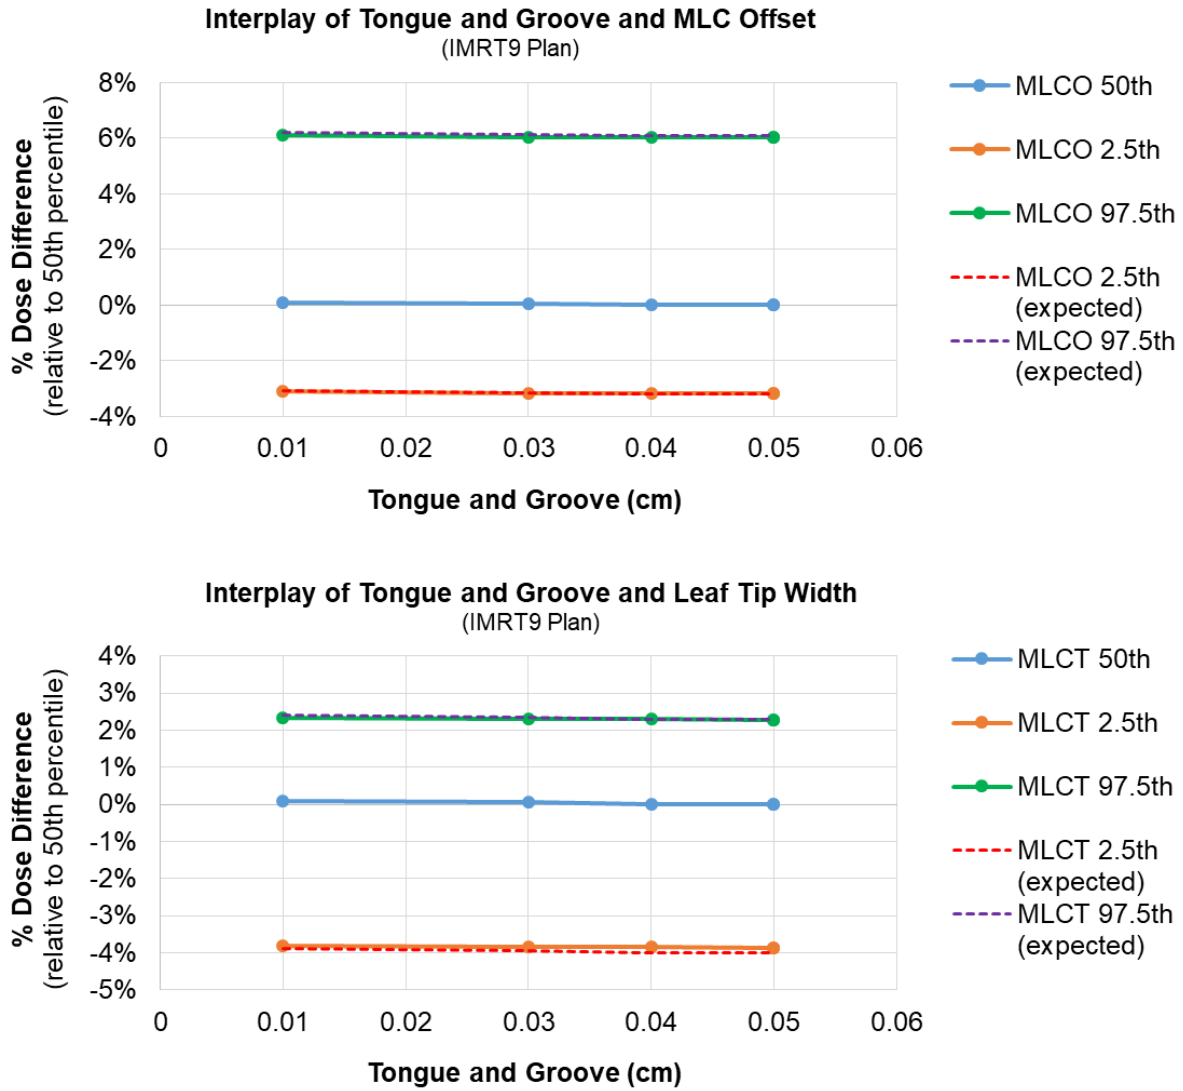 Interplay of Tongue and Groove and MLC Offset
(IMRT9 Plan)
% Dose Difference
(relative to 50th percentile)
8%
6%
4%
2%
0%
-2%
-4%
0 0.01 0.02 0.03 0.04 0.05 0.06
Tongue and Groove (cm)
MLCO 50th
MLCO 2.5th
MLCO 97.5th
MLCO 2.5th
(expected)
MLCO 97.5th
(expected)
Interplay of Tongue and Groove and Leaf Tip Width
(IMRT9 Plan)
% Dose Difference
(relative to 50th percentile)
4%
3%
2%
1%
0%
-1%
-2%
-3%
-4%
-5%
0 0.01 0.02 0.03 0.04 0.05 0.06
Tongue and Groove (cm)
MLCT 50th
MLCT 2.5th
MLCT 97.5th
MLCT 2.5th
(expected)
MLCT 97.5th
(expected)